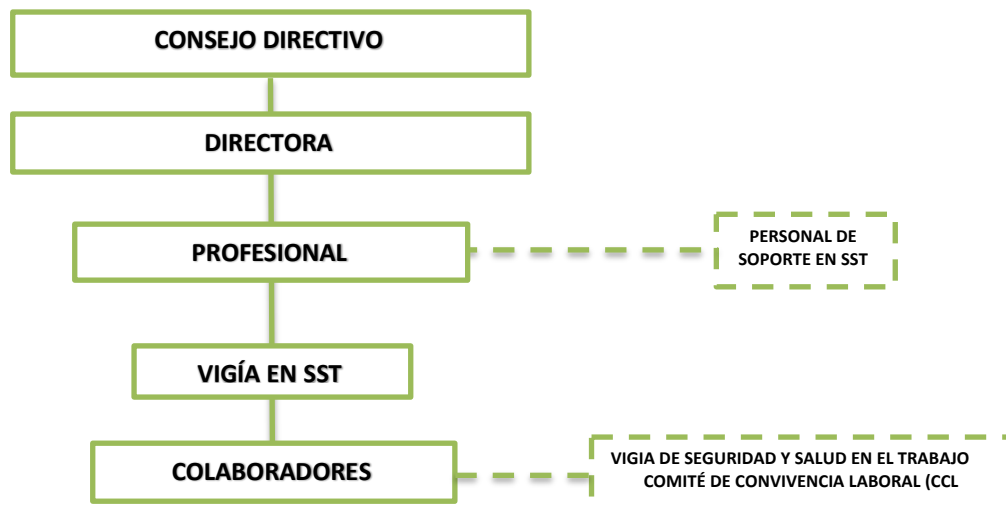 CONSEJO DIRECTIVO
DIRECTORA
PROFESIONAL
PERSONAL DE
SOPORTE EN SST
VIGÍA EN SST
COLABORADORES
VIGIA DE SEGURIDAD Y SALUD EN EL TRABAJO
COMITÉ DE CONVIVENCIA LABORAL (CCL